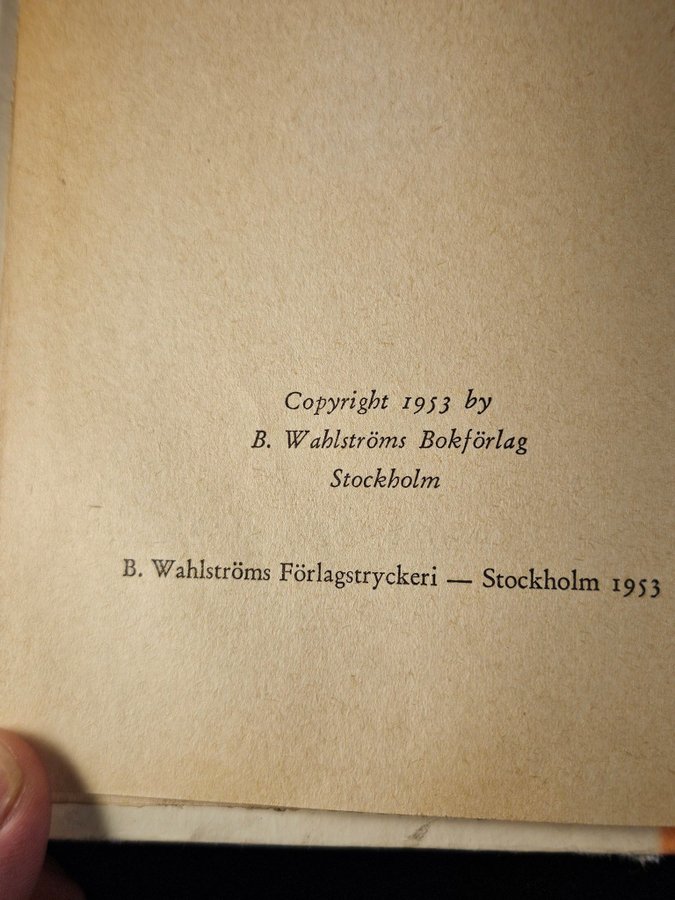 Copyright 1953 by
B. Wahlströms Bokförlag
Stockholm
B. Wahlströms Förlagstryckeri — Stockholm 1953